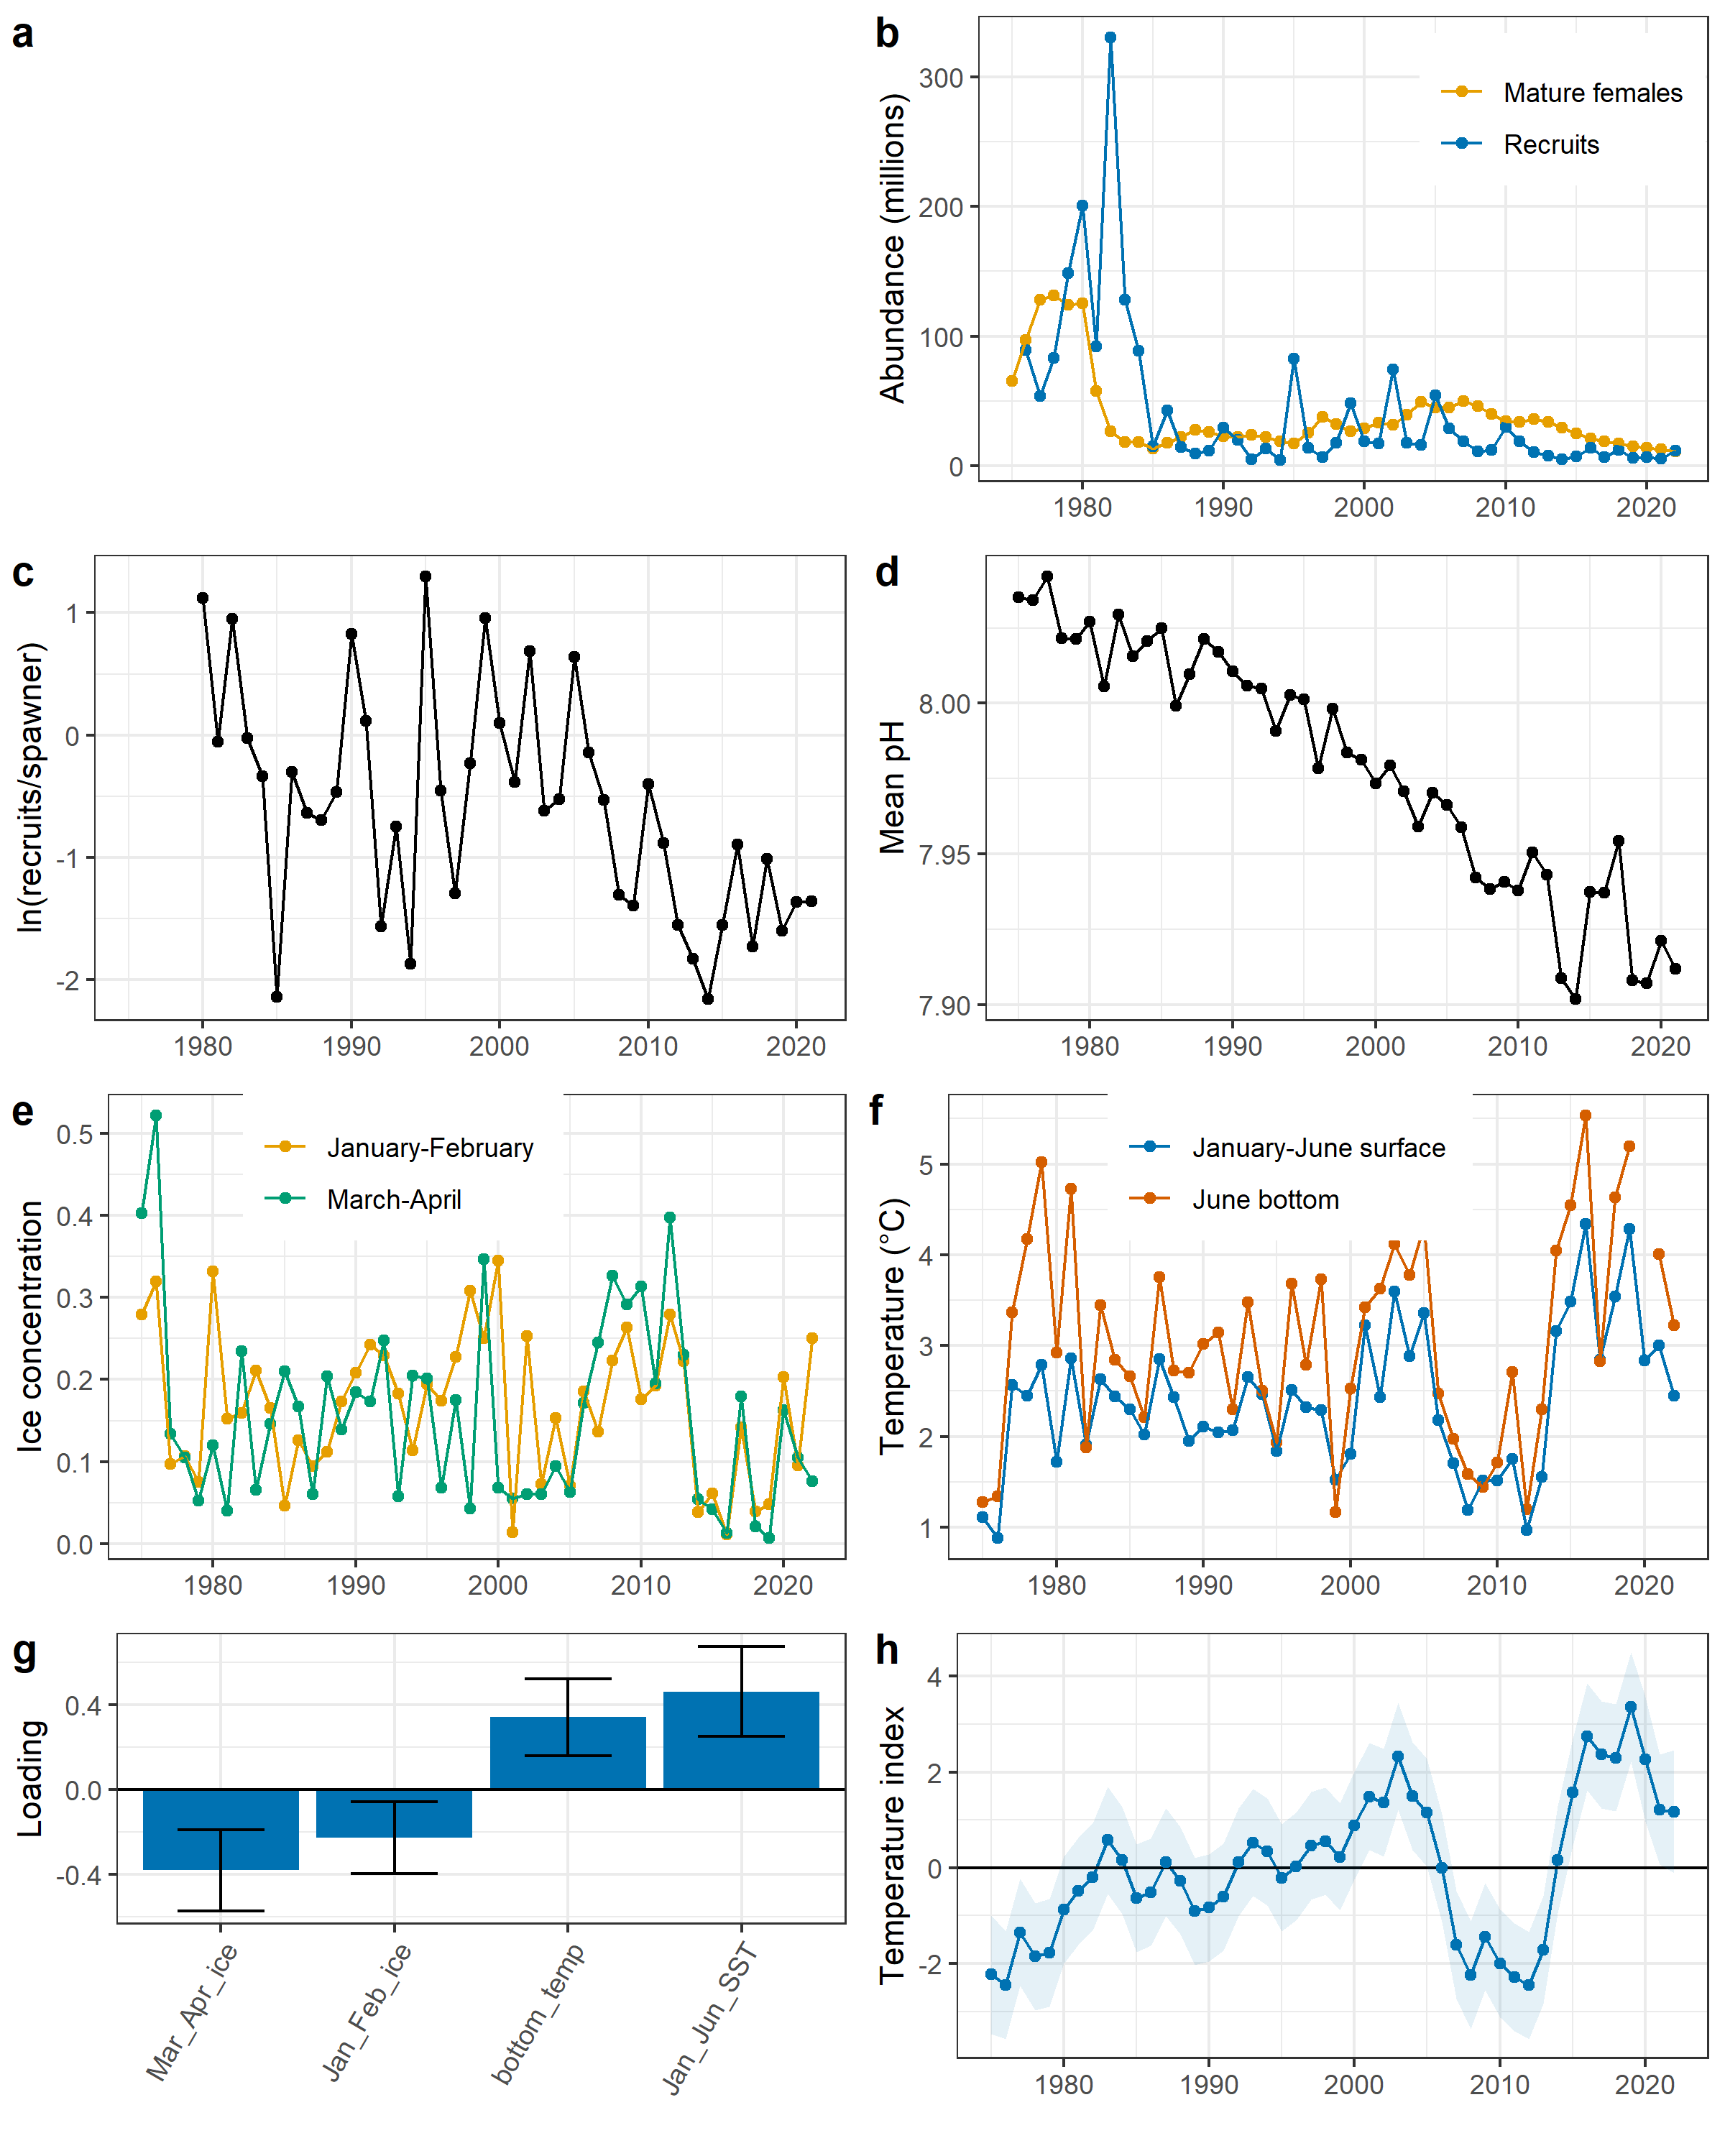 a
b
Abundance (millions)
300
200
100
0
Mature females
Recruits
1980 1990 2000 2010 2020
c
ln(recruits/spawner)
1
0
-1
-2
1980 1990 2000 2010 2020
d
Mean pH
8.00
7.95
7.90
1980 1990 2000 2010 2020
e
Ice concentration
0.5
0.4
0.3
0.2
0.1
0.0
January-February
March-April
1980 1990 2000 2010 2020
f
Temperature (°C)
5
4
3
2
1
January-June surface
June bottom
1980 1990 2000 2010 2020
g
Loading
0.4
0.0
-0.4
Mar_Apr_ice
Jan_Feb_ice
bottom_temp
Jan_Jun_SST
h
Temperature index
4
2
0
-2
1980 1990 2000 2010 2020